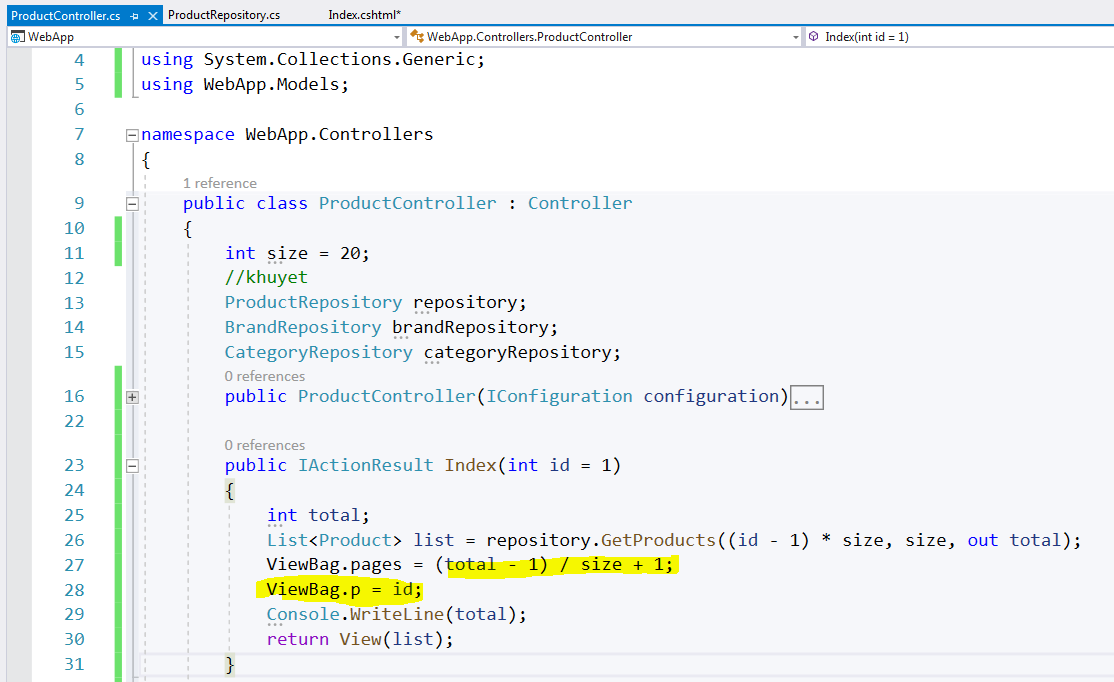 ProductController.cs ProductRepository.cs Index.cshtml*
WebApp WebApp.Controllers.ProductController Index(int id = 1)
4 using System.Collections.Generic;
5 using WebApp.Models;
6
7 namespace WebApp.Controllers
8 {
1 reference
9 public class ProductController : Controller
10 {
11 int size = 20;
12 //khuyet
13 ProductRepository repository;
14 BrandRepository brandRepository;
15 CategoryRepository categoryRepository;
0 references
16 public ProductController(IConfiguration configuration)...
22
0 references
23 public IActionResult Index(int id = 1)
24 {
25 int total;
26 List<Product> list = repository.GetProducts((id - 1) * size, size, out total);
27 ViewBag.pages = (total - 1) / size + 1;
28 ViewBag.p = id;
29 Console.WriteLine(total);
30 return View(list);
31 }